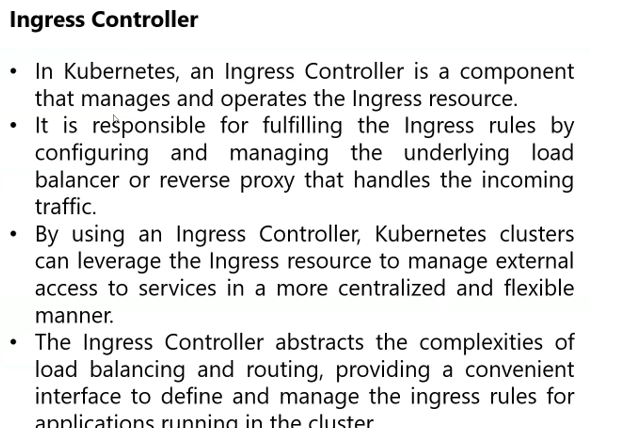 Ingress Controller
• In Kubernetes, an Ingress Controller is a component
that manages and operates the Ingress resource.
• It is responsible for fulfilling the Ingress rules by
configuring and managing the underlying load
balancer or reverse proxy that handles the incoming
traffic.
• By using an Ingress Controller, Kubernetes clusters
can leverage the Ingress resource to manage external
access to services in a more centralized and flexible
manner.
• The Ingress Controller abstracts the complexities of
load balancing and routing, providing a convenient
interface to define and manage the ingress rules for
applications running in the cluster.